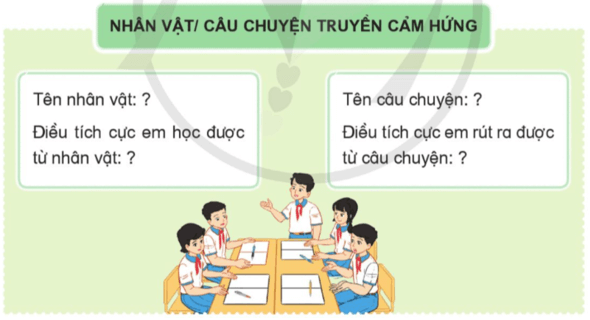 NHÂN VẬT/ CÂU CHUYỆN TRUYỀN CẢM HỨNG
Tên nhân vật: ?
Điều tích cực em học được
từ nhân vật: ?
Tên câu chuyện: ?
Điều tích cực em rút ra được
từ câu chuyện: ?